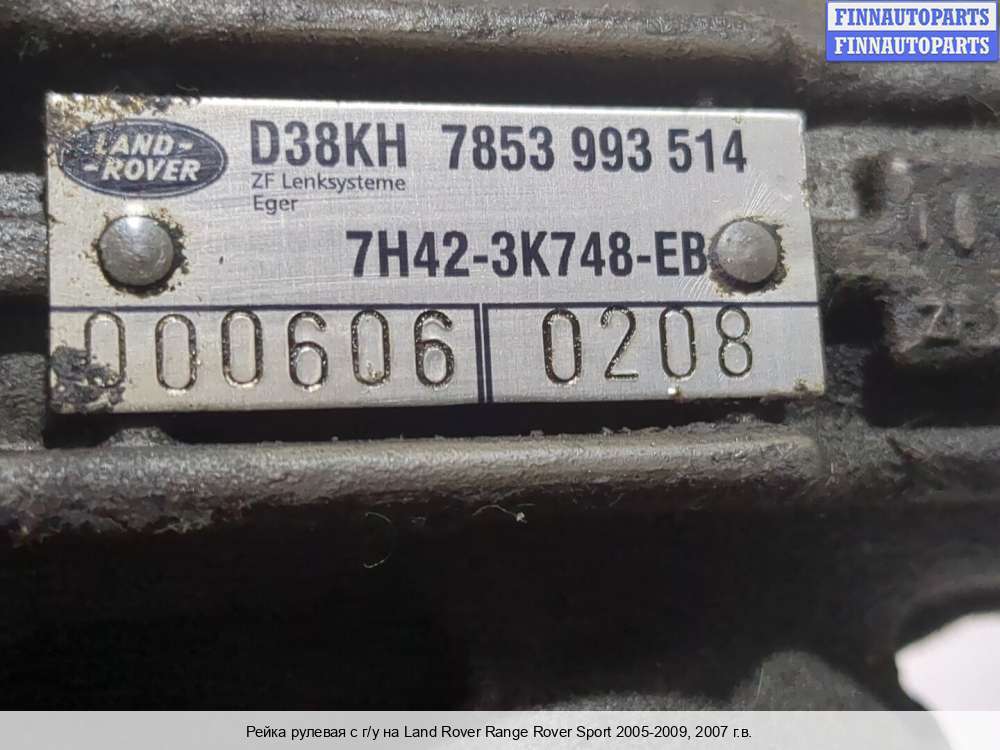 FINNAUTOPARTS
FINNAUTOPARTS
LAND-
-ROVER
D38KH 7853 993 514
ZF Lenksysteme
Eger
7H42-3K748-EB
000606 0208
Рейка рулевая с г/у на Land Rover Range Rover Sport 2005-2009, 2007 г.в.